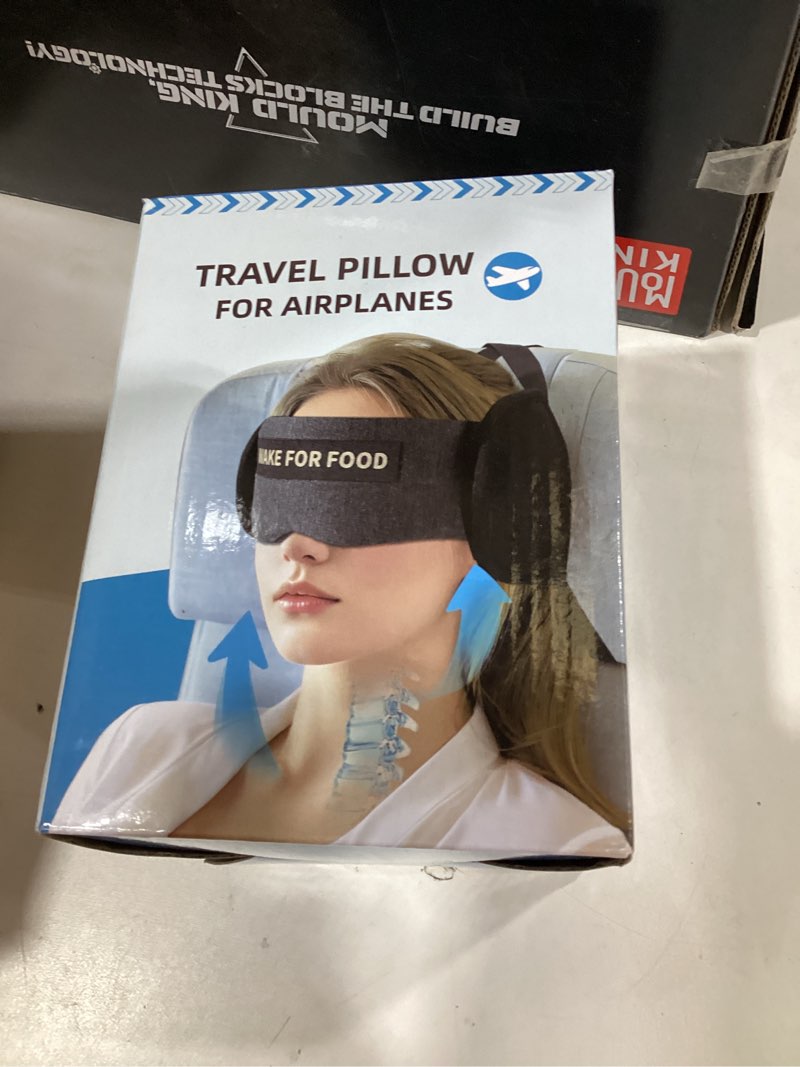 MOULD KING,
BUILD THE BLOCKS TECHNOLOGY!
TRAVEL PILLOW
FOR AIRPLANES
WAKE FOR FOOD